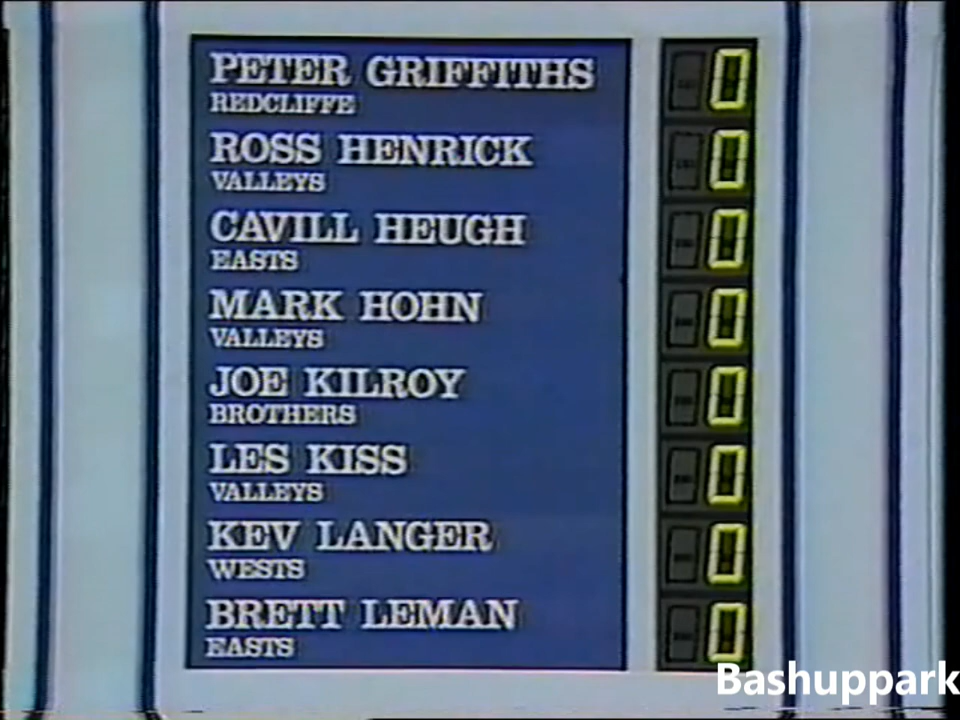 PETER GRIFFITHS 0
REDCLIFFE
ROSS HENRICK 0
VALLEYS
CAVILL HEUGH 0
EASTS
MARK HOHN 0
VALLEYS
JOE KILROY 0
BROTHERS
LES KISS 0
VALLEYS
KEV LANGER 0
WESTS
BRETT LEMAN 0
EASTS
Bashuppark